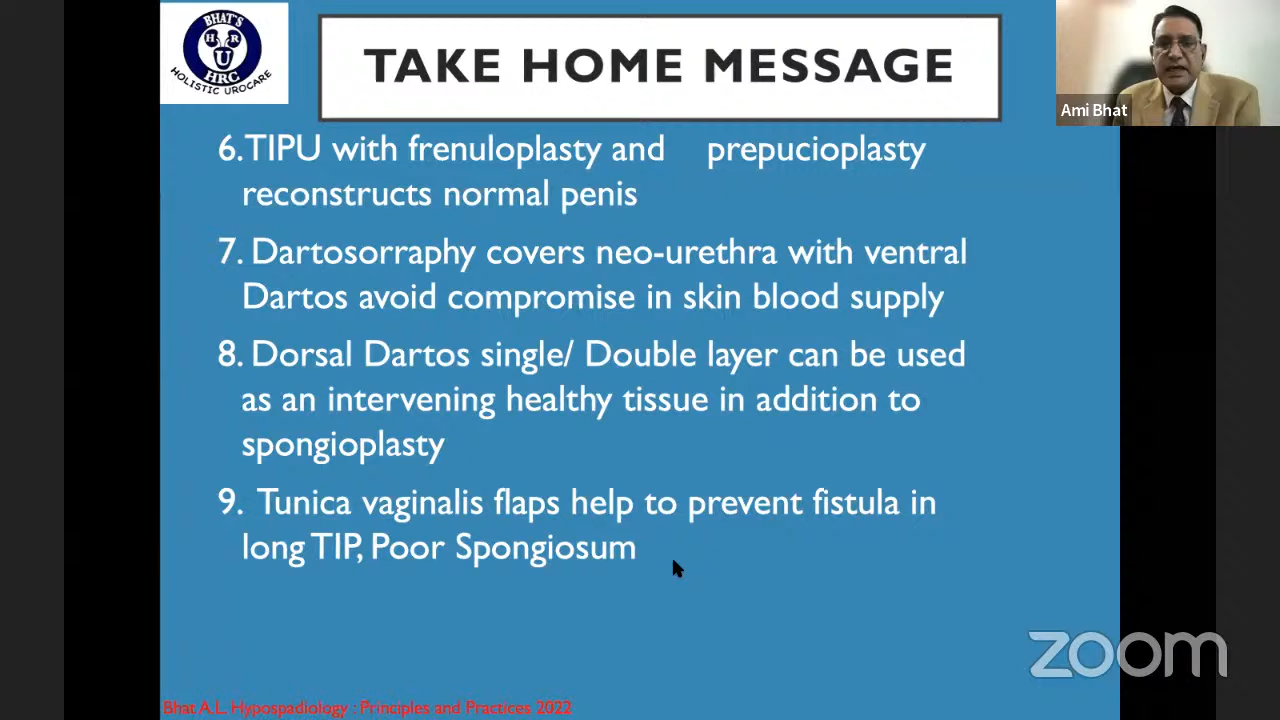 BHAT'S
H R
U
HRC
HOLISTIC UROCARE
TAKE HOME MESSAGE
Ami Bhat
6.TIPU with frenuloplasty and prepucioplasty
reconstructs normal penis
7. Dartosorraphy covers neo-urethra with ventral
Dartos avoid compromise in skin blood supply
8. Dorsal Dartos single/ Double layer can be used
as an intervening healthy tissue in addition to
spongioplasty
9. Tunica vaginalis flaps help to prevent fistula in
long TIP, Poor Spongiosum
zoom
Bhat A.L. Hypospadiology : Principles and Practices 2022